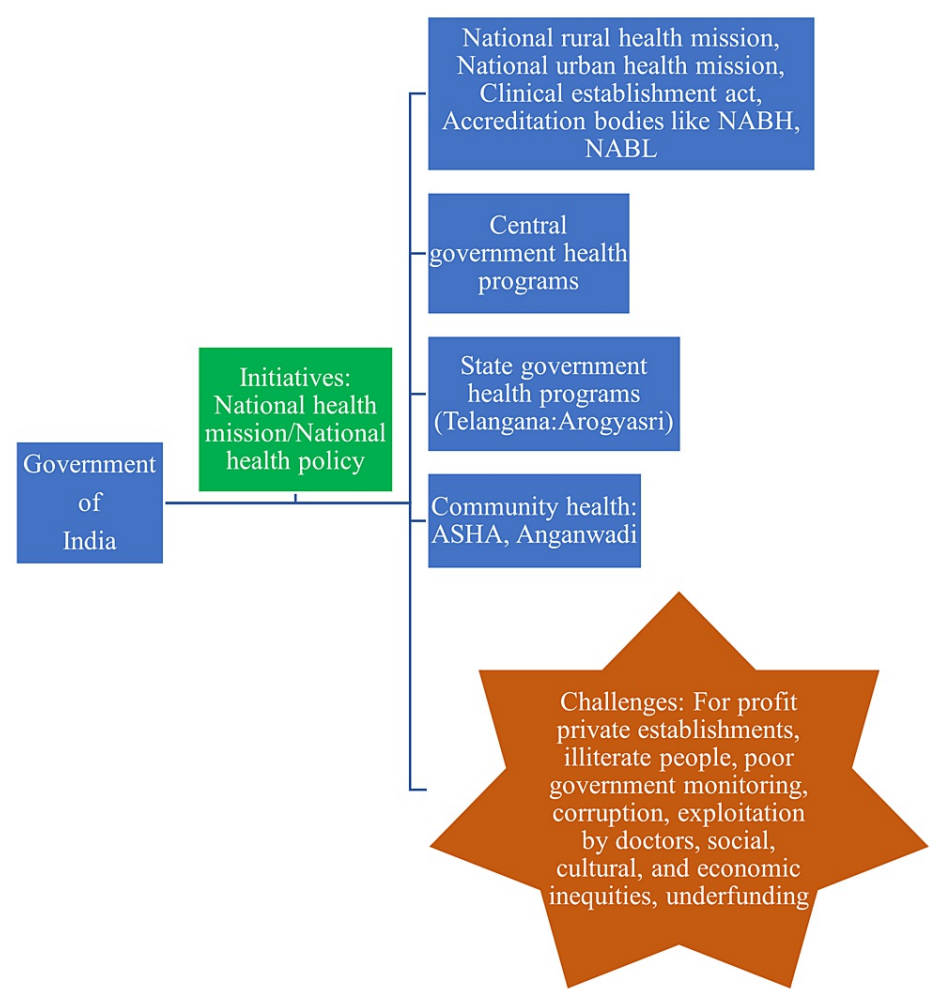 National rural health mission,
National urban health mission,
Clinical establishment act,
Accreditation bodies like NABH,
NABL
Central
government health
programs
State government
health programs
(Telangana:Arogyasri)
Initiatives:
National health
mission/National
health policy
Government
of
India
Community health:
ASHA, Anganwadi
Challenges: For profit
private establishments,
illiterate people, poor
government monitoring,
corruption, exploitation
by doctors, social,
cultural, and economic
inequities, underfunding